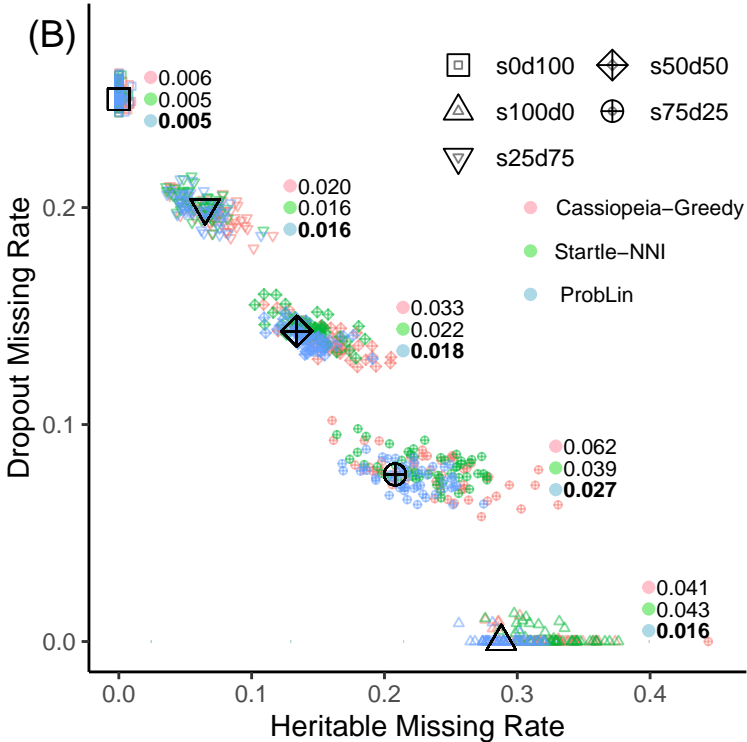 (B)
s0d100
s50d50
s100d0
s75d25
s25d75
Cassiopeia−Greedy
Startle−NNI
ProbLin
0.006
0.005
0.005
0.020
0.016
0.016
0.033
0.022
0.018
0.062
0.039
0.027
0.041
0.043
0.016
Dropout Missing Rate
0.2
0.1
0.0
0.0
0.1
0.2
0.3
0.4
Heritable Missing Rate